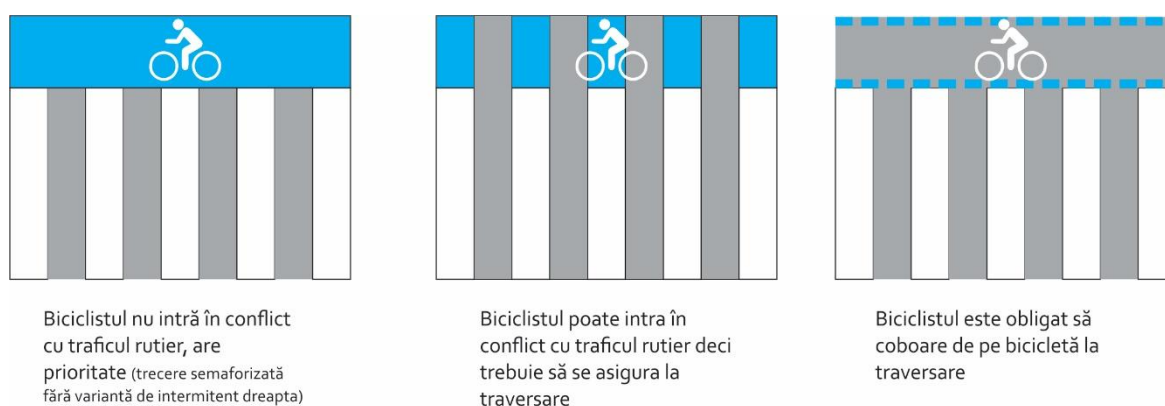 Biciclistul nu intră în conflict
cu traficul rutier, are
prioritate (trecere semaforizată
fără variantă de intermitent dreapta)
Biciclistul poate intra în
conflict cu traficul rutier deci
trebuie să se asigura la
traversare
Biciclistul este obligat să
coboare de pe bicicletă la
traversare